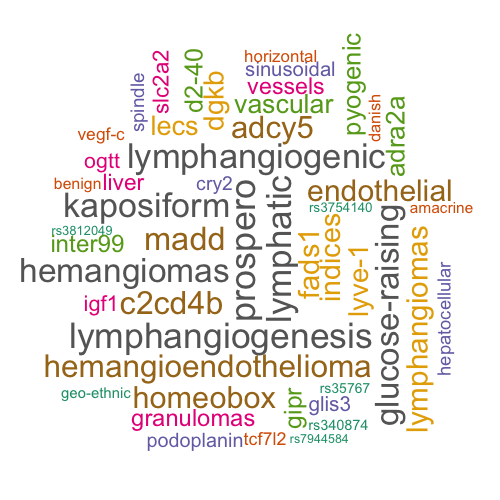 horizontal
sinusoidal
vessels
vascular
spindle
slc2a2
d2-40
dgkb
pyogenic
danish
adra2a
vegf-c
lecs
adcy5
ogtt
lymphangiogenic
benign
liver
cry2
endothelial
kaposiform
prospero
lymphatic
rs3754140
amacrine
rs3812049
inter99
madd
fads1
indices
lyve-1
glucose-raising
lymphangiomas
hepatocellular
hemangiomas
igf1
c2cd4b
lymphangiogenesis
hemangioendothelioma
geo-ethnic
homeobox
gipr
rs35767
glis3
granulomas
rs340874
podoplanin
tcf7l2
rs7944584